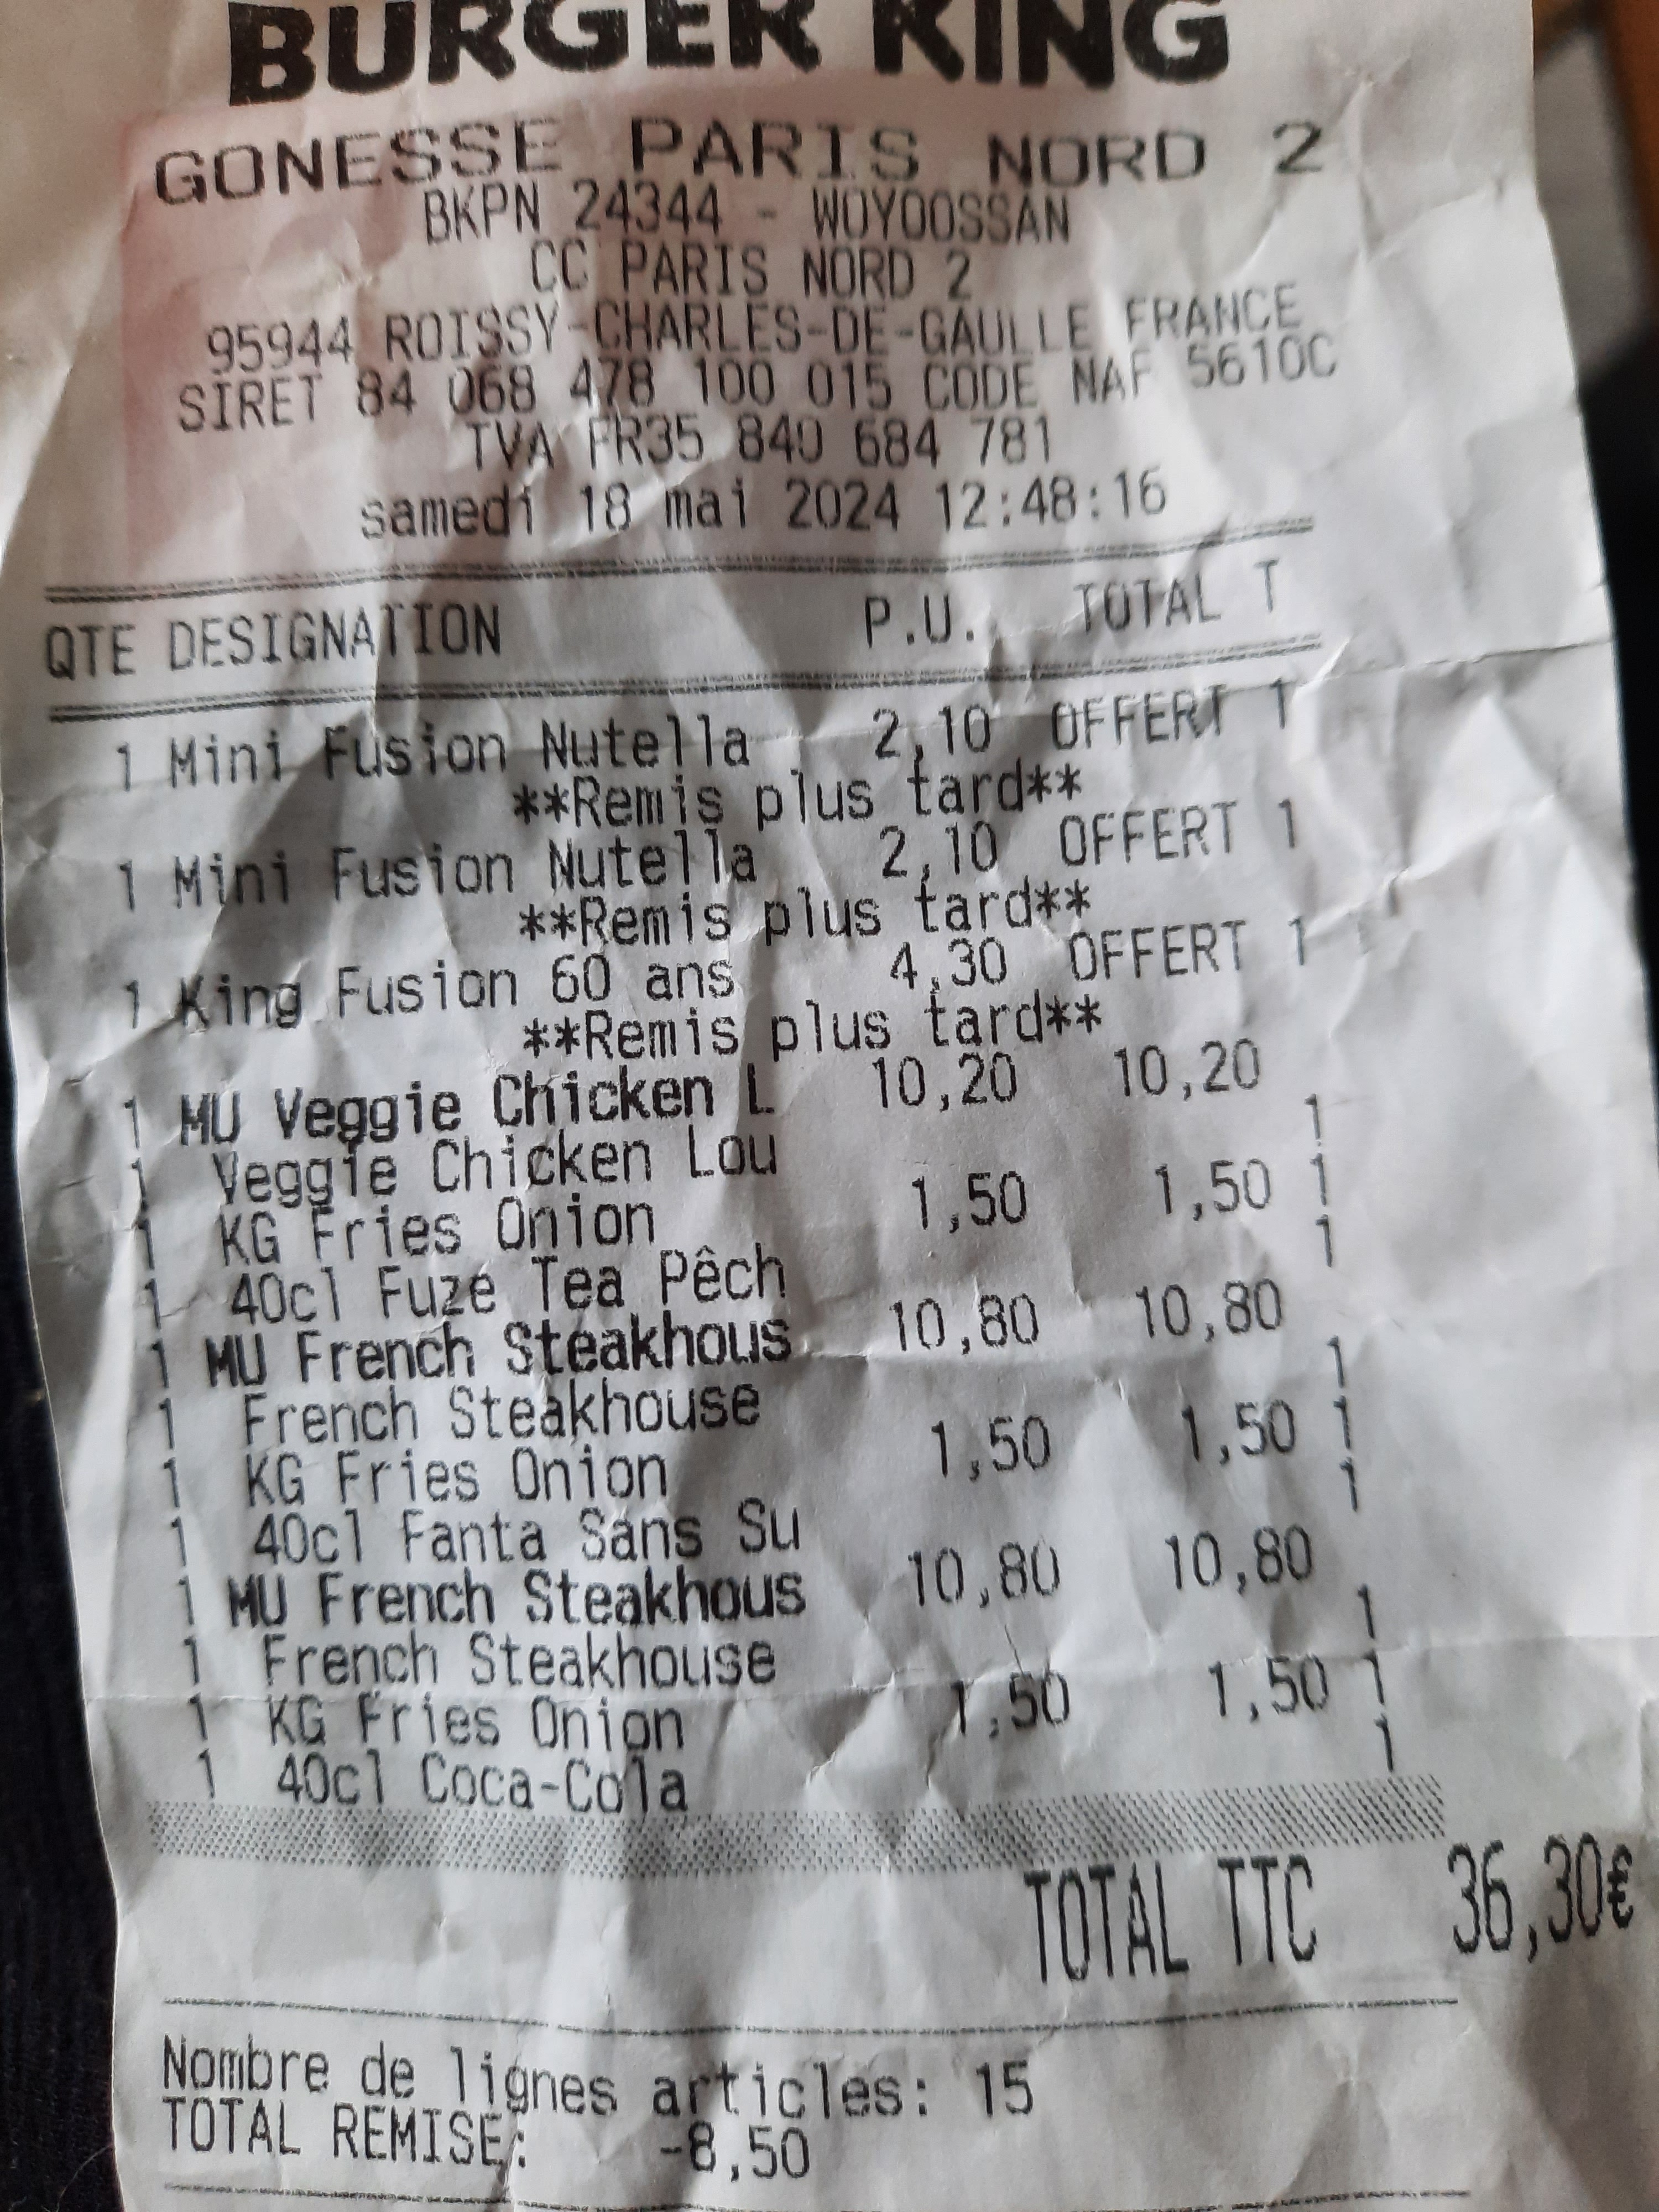 BURGER KING
GONESSE PARIS NORD 2
BKPN 24344 - WOYOOSSAN
CC PARIS NORD 2
95944 ROISSY-CHARLES-DE-GAULLE FRANCE
SIRET 84 068 478 100 015 CODE NAF 5610C
TVA FR35 840 684 781
samedi 18 mai 2024 12:48:16
QTE DESIGNATION P.U. TOTAL T
1 Mini Fusion Nutella 2,10 OFFERT 1
**Remis plus tard**
1 Mini Fusion Nutella 2,10 OFFERT 1
**Remis plus tard**
1 King Fusion 60 ans 4,30 OFFERT 1
**Remis plus tard**
1 MU Veggie Chicken L 10,20 10,20
1 Veggie Chicken Lou 1
1 KG Fries Onion 1,50 1,50 1
1 40cl Fuze Tea Pêch 1
1 MU French Steakhous 10,80 10,80
1 French Steakhouse 1
1 KG Fries Onion 1,50 1,50 1
1 40cl Fanta Sans Su 1
1 MU French Steakhous 10,80 10,80
1 French Steakhouse 1
1 KG Fries Onion 1,50 1,50 1
1 40cl Coca-Cola 1
TOTAL TTC 36,30€
Nombre de lignes articles: 15
TOTAL REMISE: -8,50